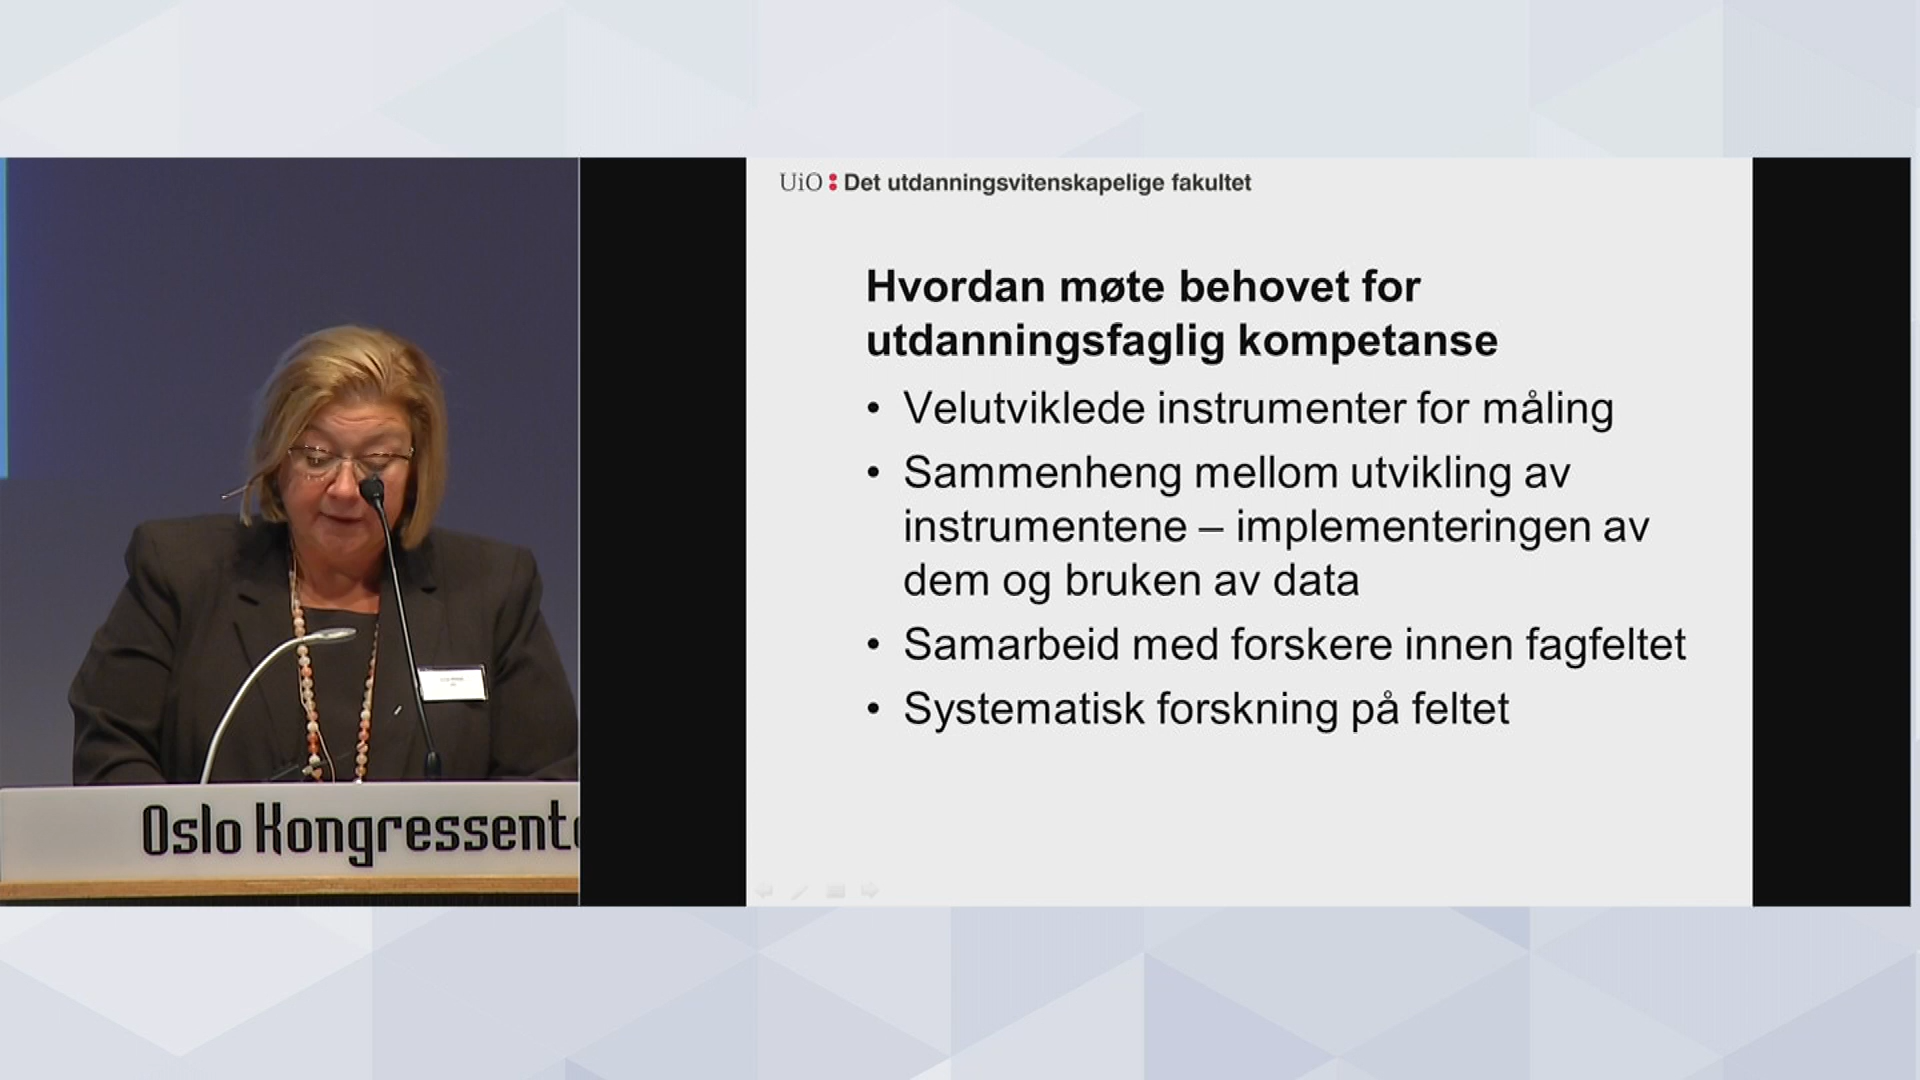 UiO Det utdanningsvitenskapelige fakultet
Hvordan møte behovet for
utdanningsfaglig kompetanse
• Velutviklede instrumenter for måling
• Sammenheng mellom utvikling av
instrumentene – implementeringen av
dem og bruken av data
• Samarbeid med forskere innen fagfeltet
• Systematisk forskning på feltet
Oslo Kongressent